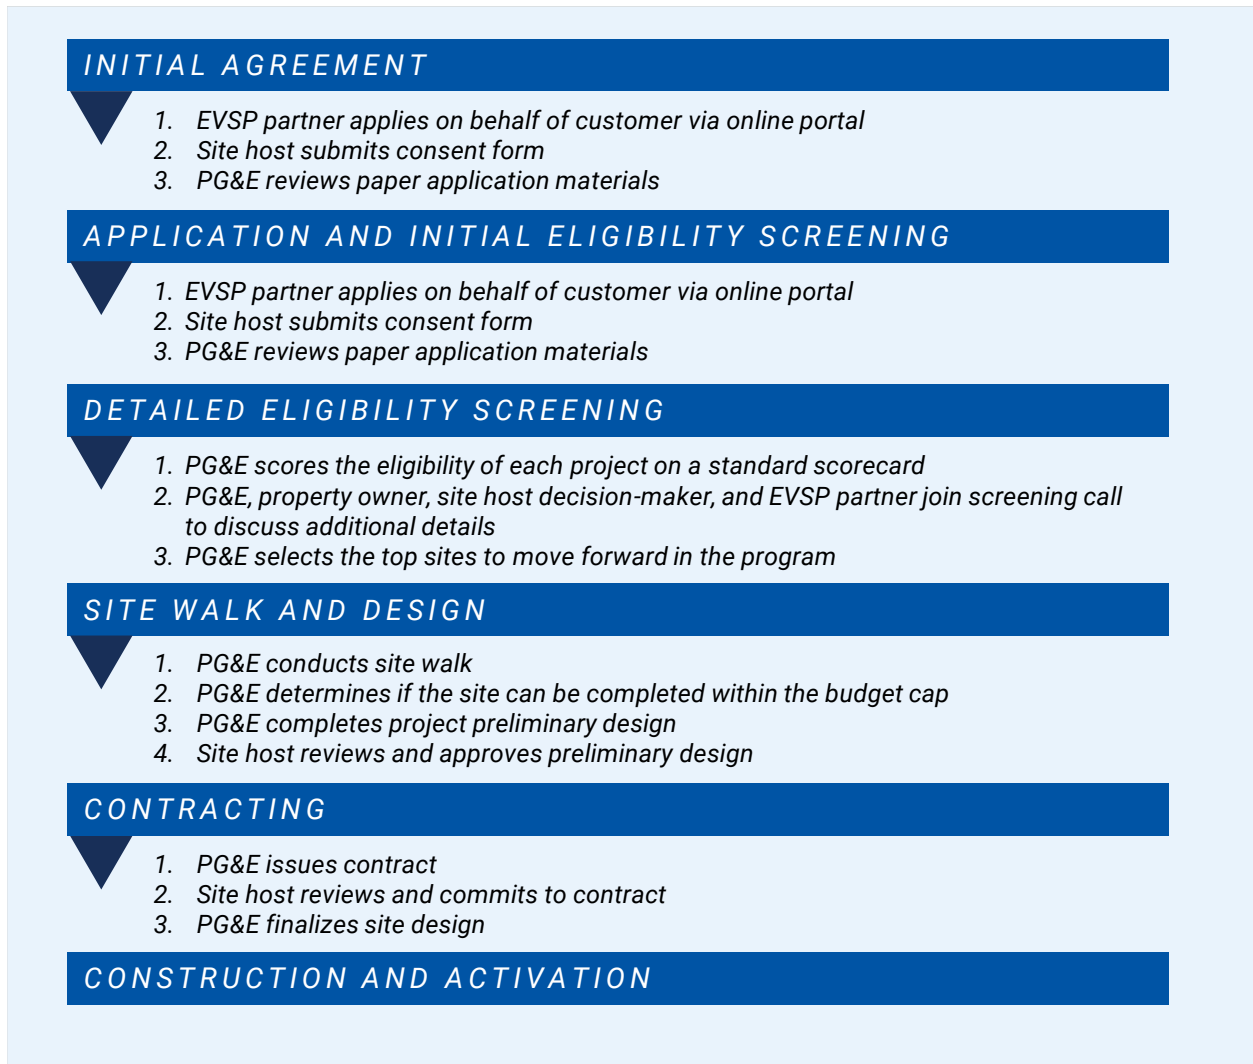 INITIAL AGREEMENT
1. EVSP partner applies on behalf of customer via online portal
2. Site host submits consent form
3. PG&E reviews paper application materials
APPLICATION AND INITIAL ELIGIBILITY SCREENING
1. EVSP partner applies on behalf of customer via online portal
2. Site host submits consent form
3. PG&E reviews paper application materials
DETAILED ELIGIBILITY SCREENING
1. PG&E scores the eligibility of each project on a standard scorecard
2. PG&E, property owner, site host decision-maker, and EVSP partner join screening call
to discuss additional details
3. PG&E selects the top sites to move forward in the program
SITE WALK AND DESIGN
1. PG&E conducts site walk
2. PG&E determines if the site can be completed within the budget cap
3. PG&E completes project preliminary design
4. Site host reviews and approves preliminary design
CONTRACTING
1. PG&E issues contract
2. Site host reviews and commits to contract
3. PG&E finalizes site design
CONSTRUCTION AND ACTIVATION